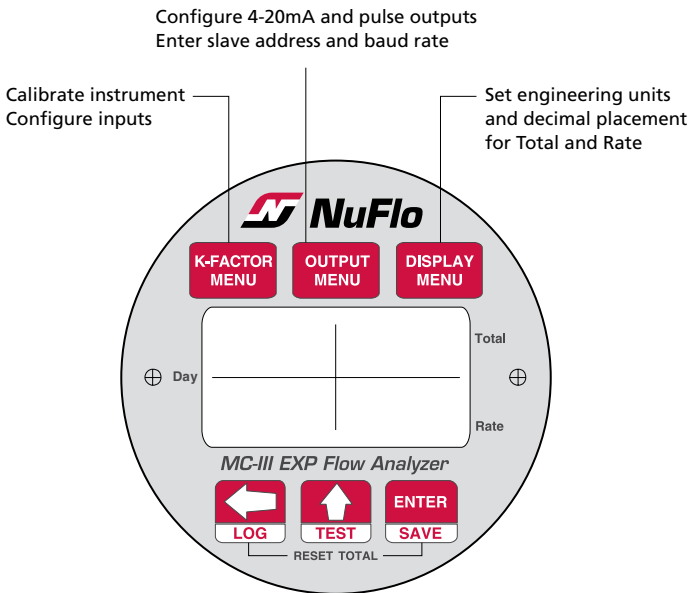 Configure 4-20mA and pulse outputs
Enter slave address and baud rate
Calibrate instrument
Configure inputs
Set engineering units
and decimal placement
for Total and Rate
NuFlo
K-FACTOR
MENU
OUTPUT
MENU
DISPLAY
MENU
Total
Day
Rate
MC-III EXP Flow Analyzer
ENTER
LOG
TEST
SAVE
RESET TOTAL